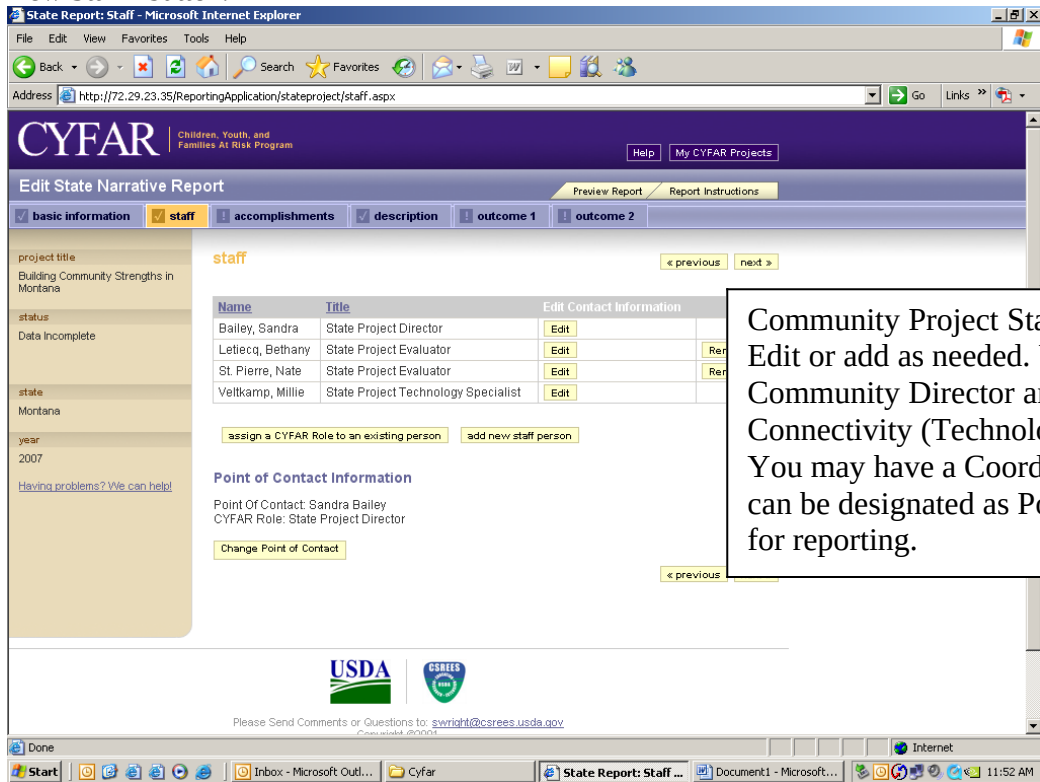 State Report: Staff - Microsoft Internet Explorer
File Edit View Favorites Tools Help
Back Search Favorites
Address http://72.29.23.35/ReportingApplication/stateproject/staff.aspx Go Links »
CYFAR Children, Youth, and Families At Risk Program
Help My CYFAR Projects
Edit State Narrative Report
Preview Report Report Instructions
basic information staff accomplishments description outcome 1 outcome 2
project title
Building Community Strengths in
Montana
status
Data Incomplete
state
Montana
year
2007
Having problems? We can help!
staff
« previous next »
Name Title Edit Contact Information
Bailey, Sandra State Project Director Edit
Letiecq, Bethany State Project Evaluator Edit
St. Pierre, Nate State Project Evaluator Edit
Veltkamp, Millie State Project Technology Specialist Edit
assign a CYFAR Role to an existing person add new staff person
Point of Contact Information
Point Of Contact: Sandra Bailey
CYFAR Role: State Project Director
Change Point of Contact
« previous
Community Project Sta
Edit or add as needed.
Community Director a
Connectivity (Technol
You may have a Coord
can be designated as Po
for reporting.
USDA CSREES
Please Send Comments or Questions to: swright@csrees.usda.gov
Done Internet
Start Inbox - Microsoft Outl... Cyfar State Report: Staff ... Document1 - Microsoft... 11:52 AM